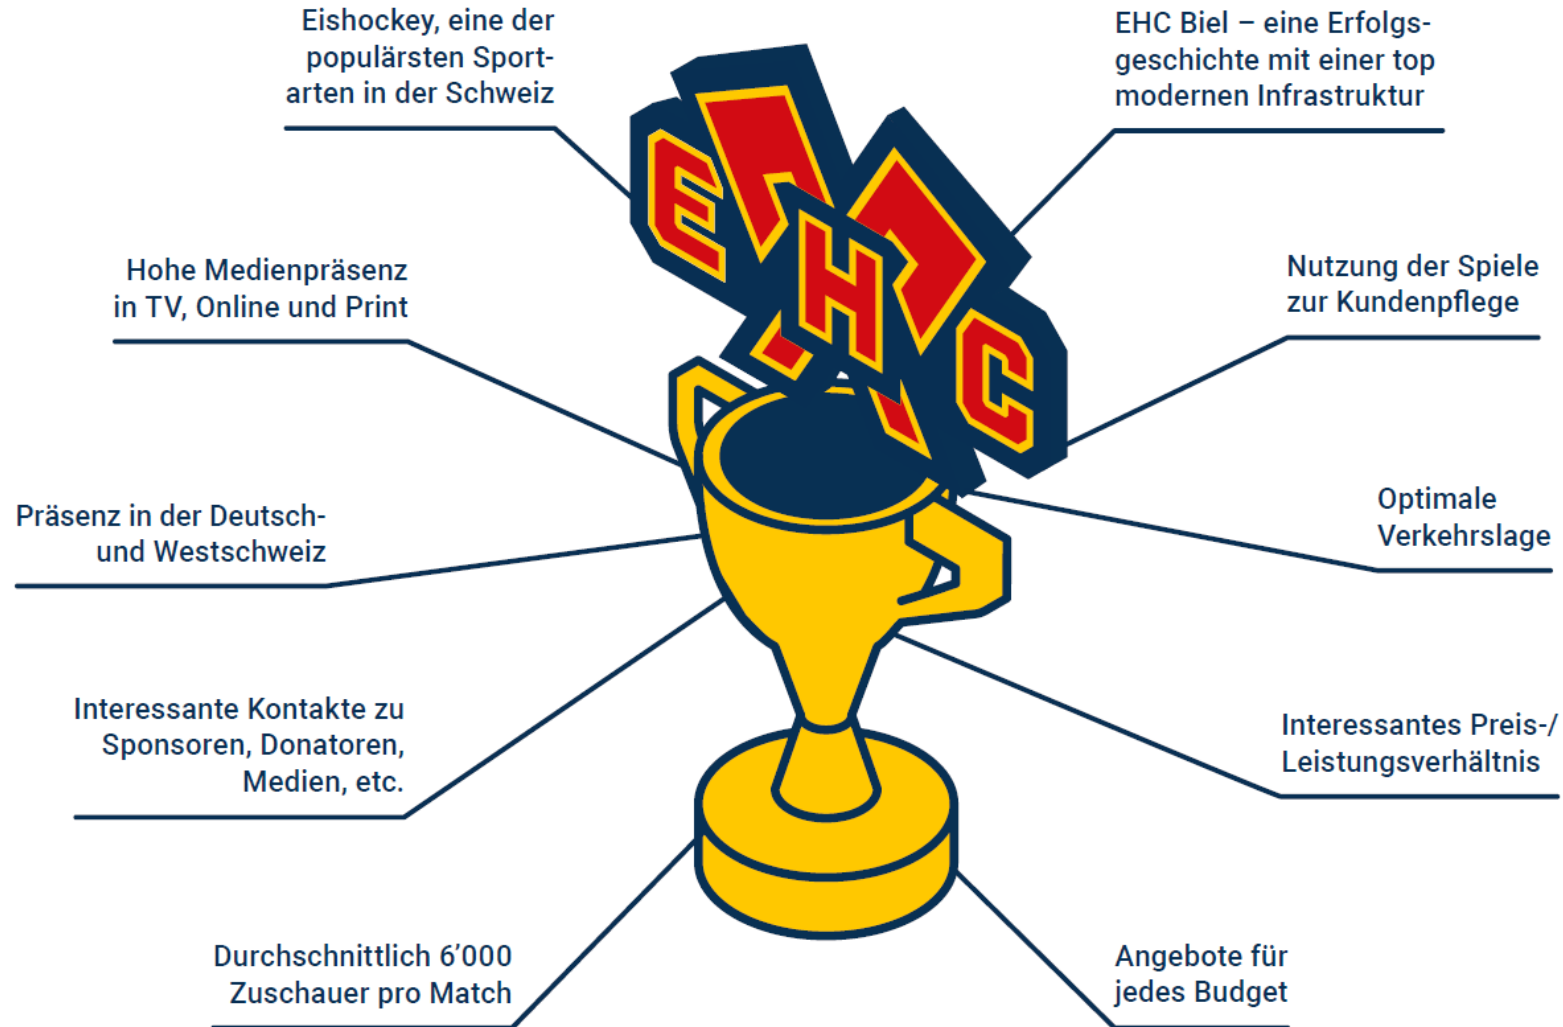 Eishockey, eine der
populärsten Sport-
arten in der Schweiz
Hohe Medienpräsenz
in TV, Online und Print
Präsenz in der Deutsch-
und Westschweiz
Interessante Kontakte zu
Sponsoren, Donatoren,
Medien, etc.
Durchschnittlich 6’000
Zuschauer pro Match
EHC
EHC Biel – eine Erfolgs-
geschichte mit einer top
modernen Infrastruktur
Nutzung der Spiele
zur Kundenpflege
Optimale
Verkehrslage
Interessantes Preis-/
Leistungsverhältnis
Angebote für
jedes Budget